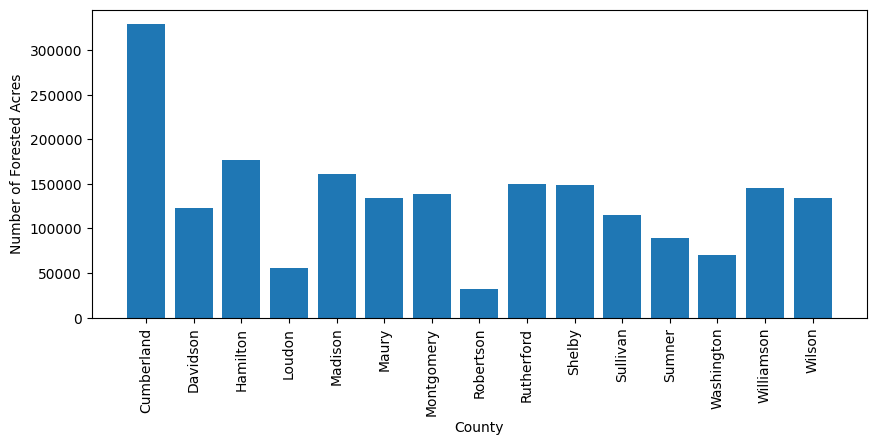 Number of Forested Acres
300000
250000
200000
150000
100000
50000
0
Cumberland
Davidson
Hamilton
Loudon
Madison
Maury
Montgomery
Robertson
Rutherford
Shelby
Sullivan
Sumner
Washington
Williamson
Wilson
County